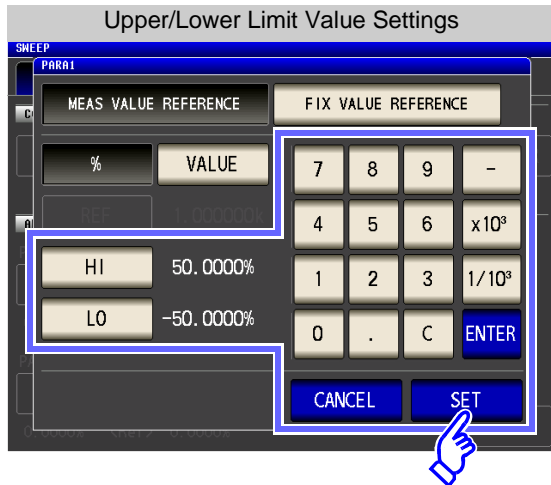 Upper/Lower Limit Value Settings
SWEEP
PARA1
MEAS VALUE REFERENCE FIX VALUE REFERENCE
% VALUE 7 8 9 -
REF 1.000000k 4 5 6 x10³
HI 50.0000% 1 2 3 1/10³
LO -50.0000% 0 . C ENTER
CANCEL SET